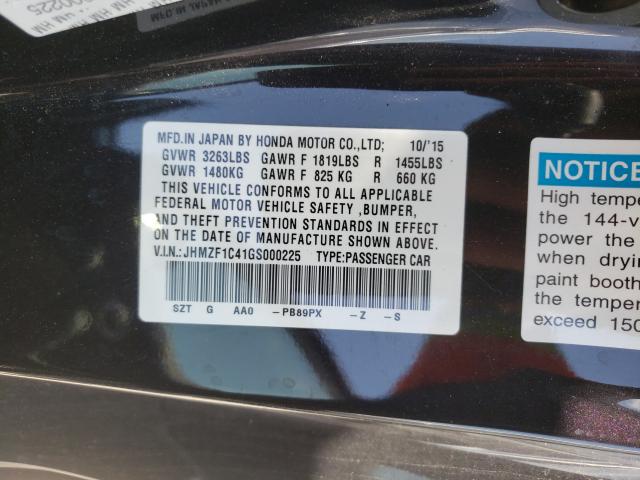 MFD.IN JAPAN BY HONDA MOTOR CO.,LTD; 10/'15
GVWR 3263LBS GAWR F 1819LBS R 1455LBS
GVWR 1480KG GAWR F 825 KG R 660 KG
THIS VEHICLE CONFORMS TO ALL APPLICABLE
FEDERAL MOTOR VEHICLE SAFETY ,BUMPER,
AND THEFT PREVENTION STANDARDS IN EFFECT
ON THE DATE OF MANUFACTURE SHOWN ABOVE.
V.I.N.: JHMZF1C41GS000225 TYPE:PASSENGER CAR
SZT G AA0 –PB89PX –Z –S
NOTICE
High tempe
the 144-v
power the
when dryin
paint booth
the temper
exceed 150